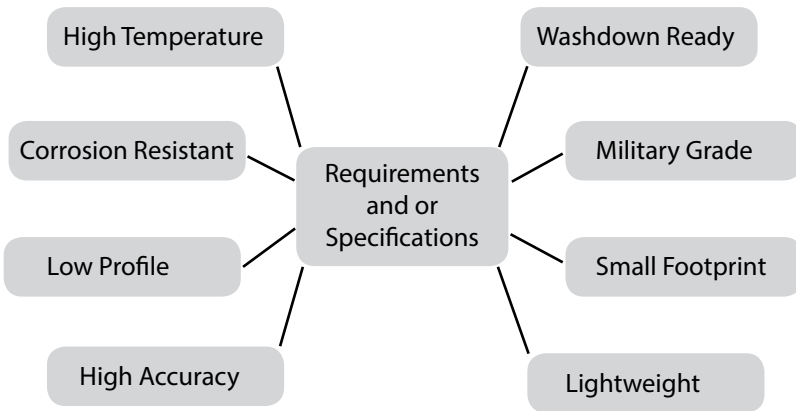 High Temperature
Washdown Ready
Corrosion Resistant
Military Grade
Requirements
and or
Specifications
Low Profile
Small Footprint
High Accuracy
Lightweight